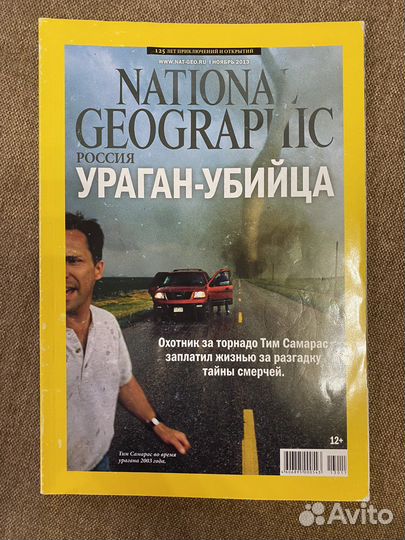 125 ЛЕТ ПРИКЛЮЧЕНИЙ И ОТКРЫТИЙ
WWW.NAT-GEO.RU | НОЯБРЬ 2013
NATIONAL
GEOGRAPHIC
РОССИЯ
УРАГАН-УБИЙЦА
Охотник за торнадо Тим Самарас
заплатил жизнью за разгадку
тайны смерчей.
12+
Тим Самарас во время
урагана 2003 года.
Avito